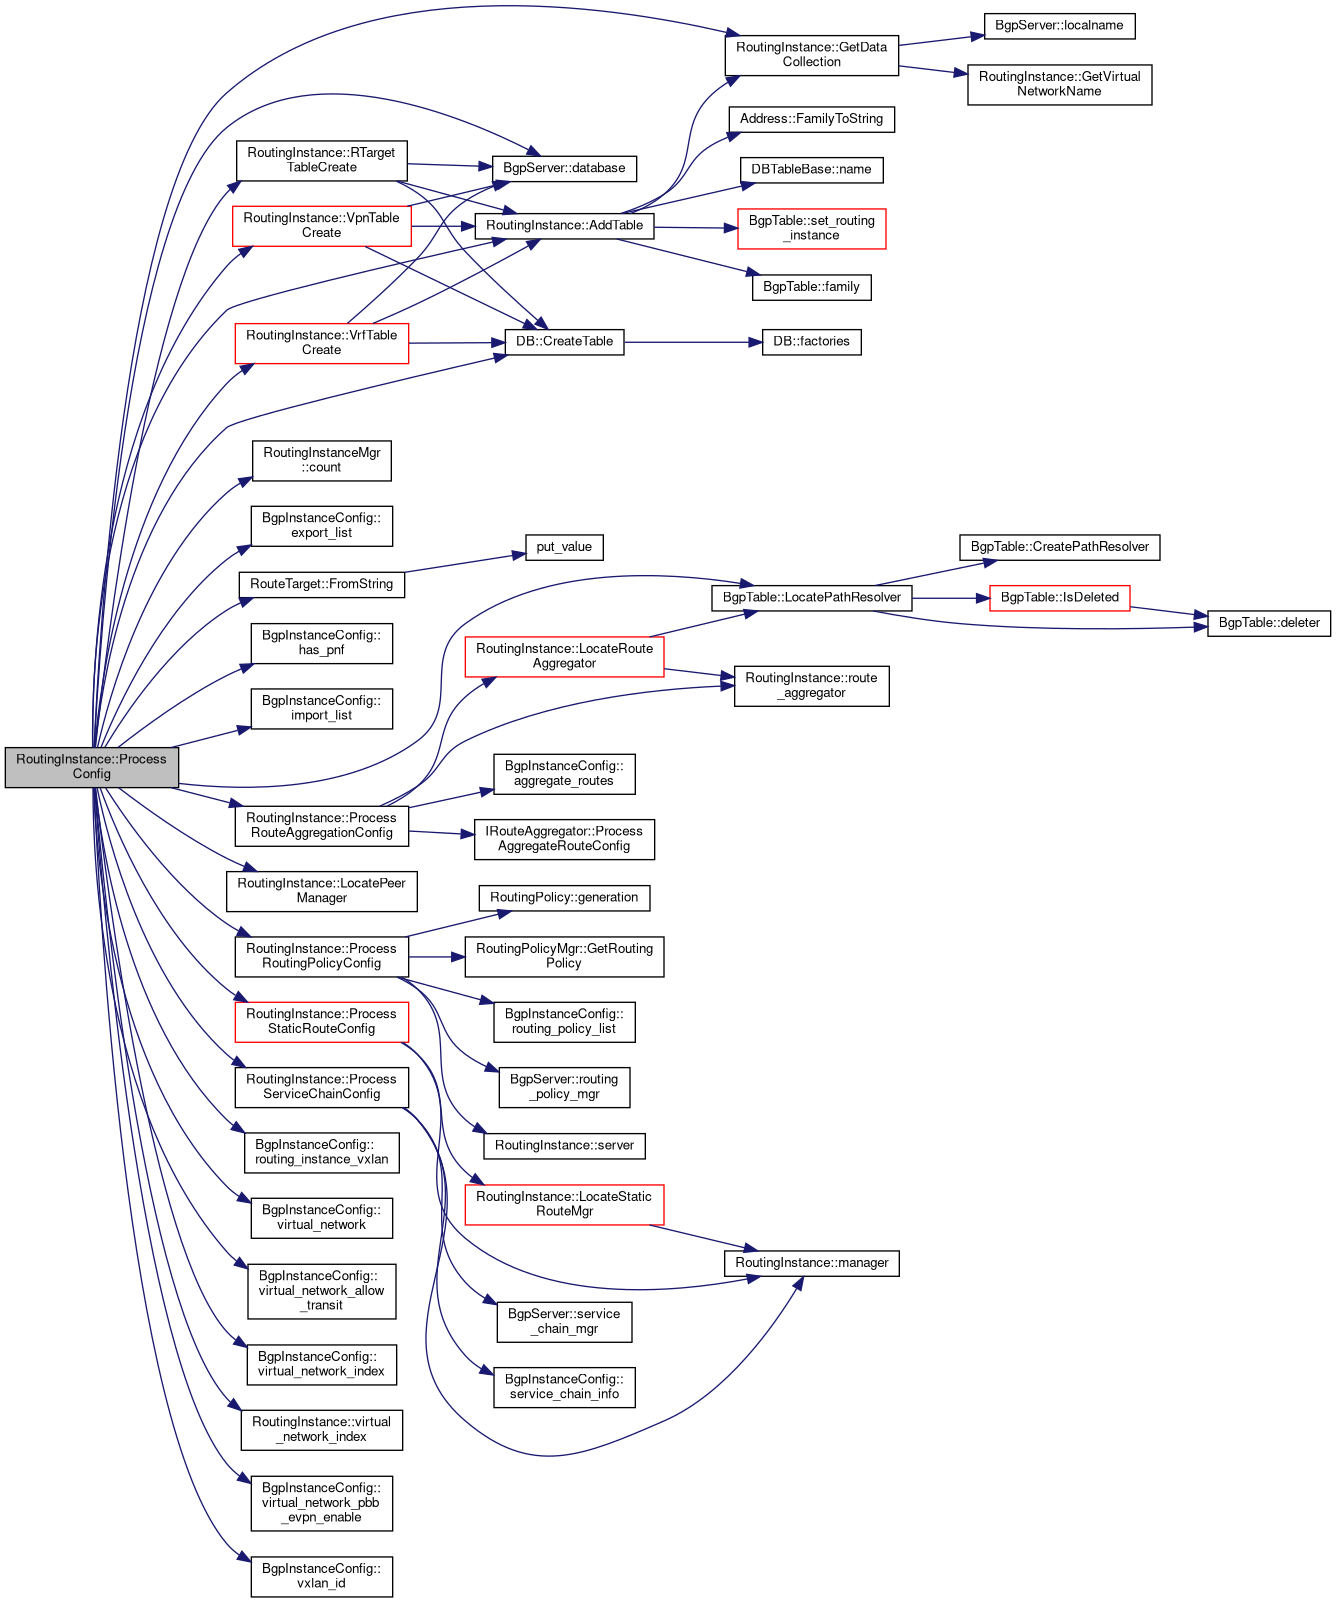 RoutingInstance::Process
Config
RoutingInstance::RTarget
TableCreate
RoutingInstance::VpnTable
Create
RoutingInstance::VrfTable
Create
RoutingInstanceMgr
::count
BgpInstanceConfig::
export_list
RouteTarget::FromString
BgpInstanceConfig::
has_pnf
BgpInstanceConfig::
import_list
RoutingInstance::Process
RouteAggregationConfig
RoutingInstance::LocatePeer
Manager
RoutingInstance::Process
RoutingPolicyConfig
RoutingInstance::Process
StaticRouteConfig
RoutingInstance::Process
ServiceChainConfig
BgpInstanceConfig::
routing_instance_vxlan
BgpInstanceConfig::
virtual_network
BgpInstanceConfig::
virtual_network_allow
_transit
BgpInstanceConfig::
virtual_network_index
RoutingInstance::virtual
_network_index
BgpInstanceConfig::
virtual_network_pbb
_evpn_enable
BgpInstanceConfig::
vxlan_id
BgpServer::database
RoutingInstance::AddTable
DB::CreateTable
put_value
RoutingInstance::LocateRoute
Aggregator
BgpInstanceConfig::
aggregate_routes
IRouteAggregator::Process
AggregateRouteConfig
RoutingPolicy::generation
RoutingPolicyMgr::GetRouting
Policy
BgpInstanceConfig::
routing_policy_list
BgpServer::routing
_policy_mgr
RoutingInstance::server
RoutingInstance::LocateStatic
RouteMgr
BgpServer::service
_chain_mgr
BgpInstanceConfig::
service_chain_info
RoutingInstance::GetData
Collection
Address::FamilyToString
DBTableBase::name
BgpTable::set_routing
_instance
BgpTable::family
DB::factories
BgpTable::LocatePathResolver
RoutingInstance::route
_aggregator
RoutingInstance::manager
BgpServer::localname
RoutingInstance::GetVirtual
NetworkName
BgpTable::CreatePathResolver
BgpTable::IsDeleted
BgpTable::deleter